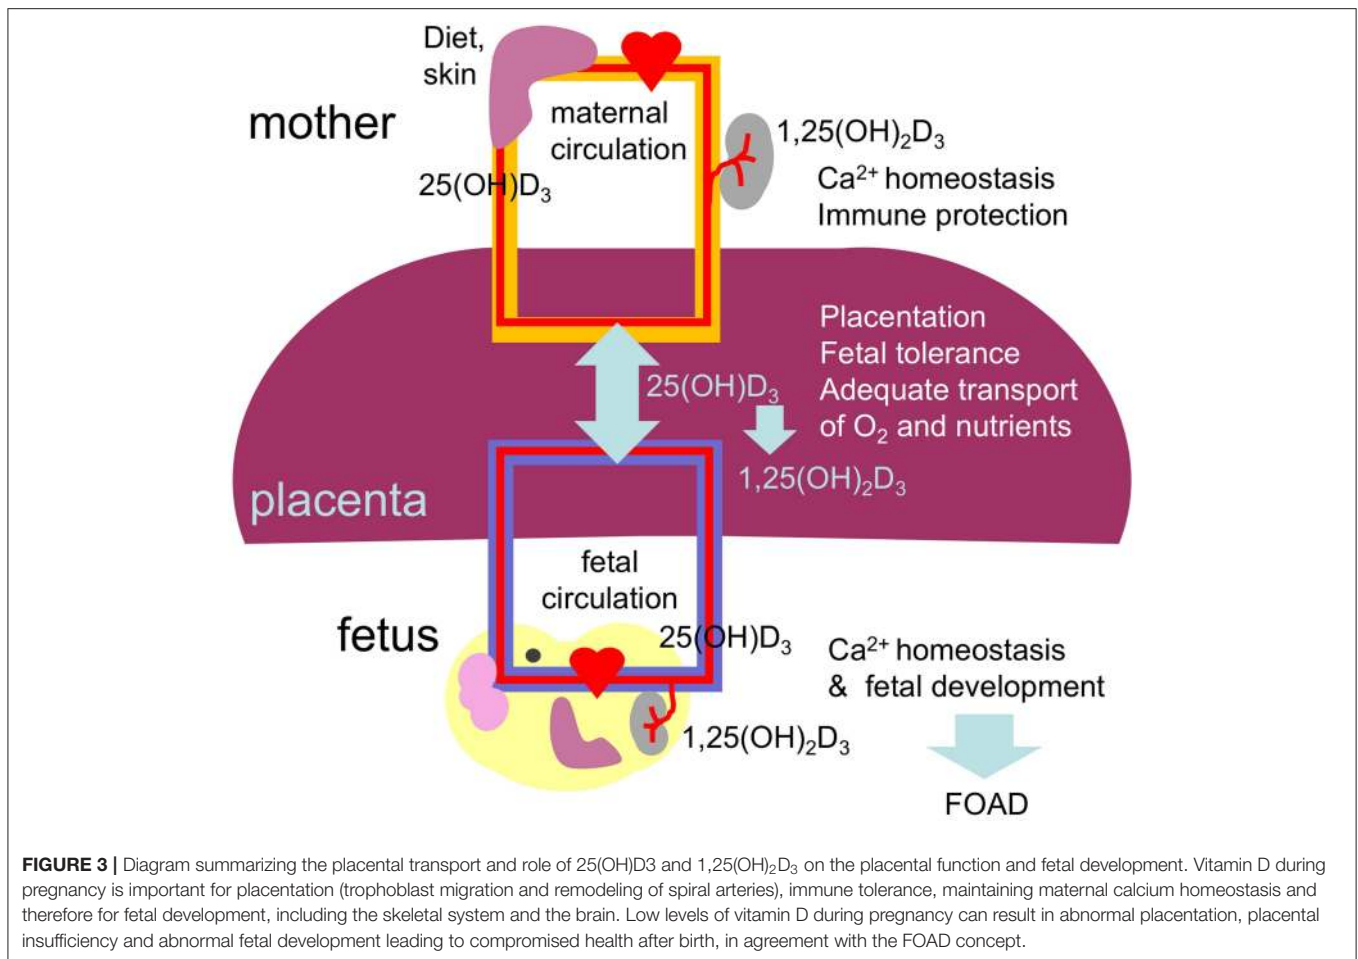 Diet,
skin
mother
maternal
circulation
1,25(OH)₂D₃
25(OH)D₃
Ca²⁺ homeostasis
Immune protection
Placentation
Fetal tolerance
Adequate transport
of O₂ and nutrients
25(OH)D₃
1,25(OH)₂D₃
placenta
fetal
circulation
fetus
25(OH)D₃
Ca²⁺ homeostasis
& fetal development
1,25(OH)₂D₃
FOAD
FIGURE 3 | Diagram summarizing the placental transport and role of 25(OH)D3 and 1,25(OH)₂D₃ on the placental function and fetal development. Vitamin D during
pregnancy is important for placentation (trophoblast migration and remodeling of spiral arteries), immune tolerance, maintaining maternal calcium homeostasis and
therefore for fetal development, including the skeletal system and the brain. Low levels of vitamin D during pregnancy can result in abnormal placentation, placental
insufficiency and abnormal fetal development leading to compromised health after birth, in agreement with the FOAD concept.